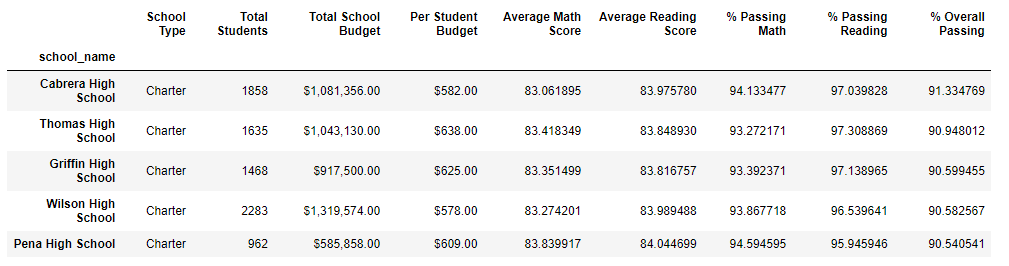 School Type Total Students Total School Budget Per Student Budget Average Math Score Average Reading Score % Passing Math % Passing Reading % Overall Passing
school_name
Cabrera High School Charter 1858 $1,081,356.00 $582.00 83.061895 83.975780 94.133477 97.039828 91.334769
Thomas High School Charter 1635 $1,043,130.00 $638.00 83.418349 83.848930 93.272171 97.308869 90.948012
Griffin High School Charter 1468 $917,500.00 $625.00 83.351499 83.816757 93.392371 97.138965 90.599455
Wilson High School Charter 2283 $1,319,574.00 $578.00 83.274201 83.989488 93.867718 96.539641 90.582567
Pena High School Charter 962 $585,858.00 $609.00 83.839917 84.044699 94.594595 95.945946 90.540541